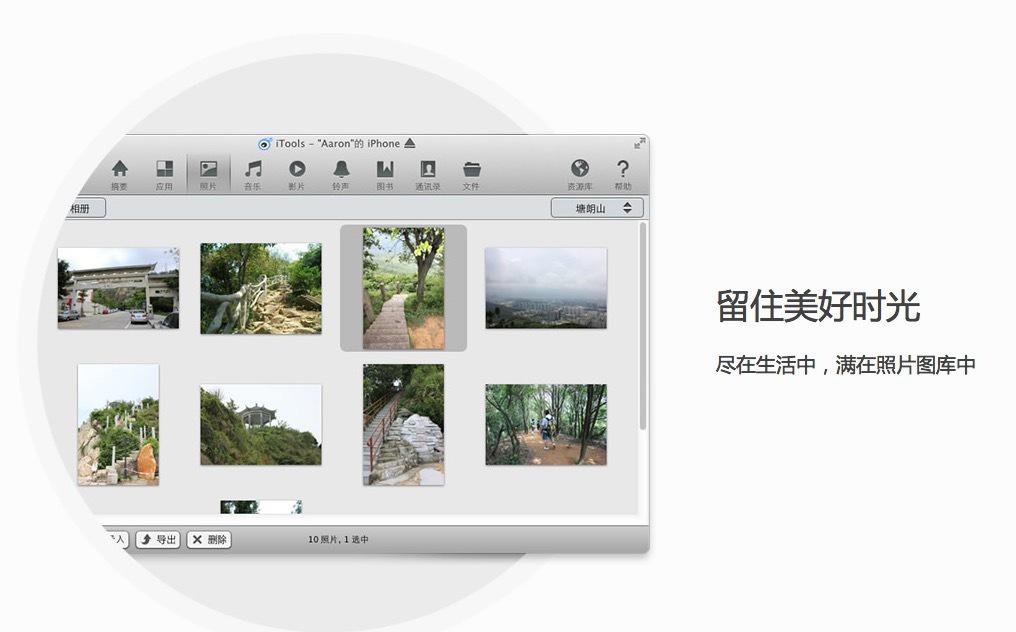 iTools - "Aaron"的 iPhone
摘要 应用 照片 音乐 影片 铃声 图书 通讯录 文件 资源库 帮助
相册 塘朗山
留住美好时光
尽在生活中，满在照片图库中
入 导出 删除 10 照片, 1 选中